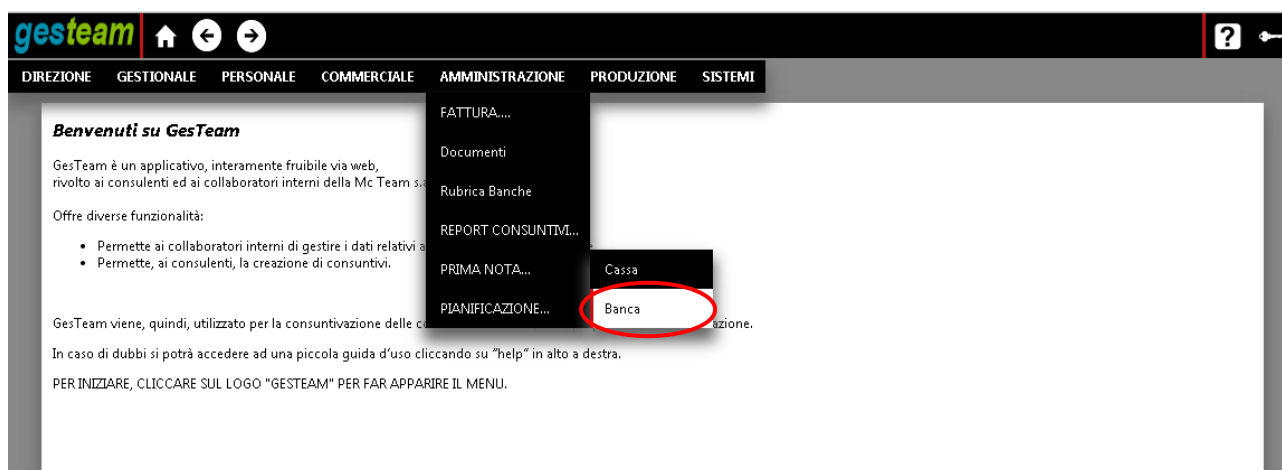 gesteam
?
DIREZIONE GESTIONALE PERSONALE COMMERCIALE AMMINISTRAZIONE PRODUZIONE SISTEMI
FATTURA....
Documenti
Rubrica Banche
REPORT CONSUNTIVI...
PRIMA NOTA...
PIANIFICAZIONE...
Cassa
Banca
Benvenuti su GesTeam
GesTeam è un applicativo, interamente fruibile via web,
rivolto ai consulenti ed ai collaboratori interni della Mc Team s.
Offre diverse funzionalità:
• Permette ai collaboratori interni di gestire i dati relativi
• Permette, ai consulenti, la creazione di consuntivi.
GesTeam viene, quindi, utilizzato per la consuntivazione delle azione.
In caso di dubbi si potrà accedere ad una piccola guida d'uso cliccando su "help" in alto a destra.
PER INIZIARE, CLICCARE SUL LOGO "GESTEAM" PER FAR APPARIRE IL MENU.